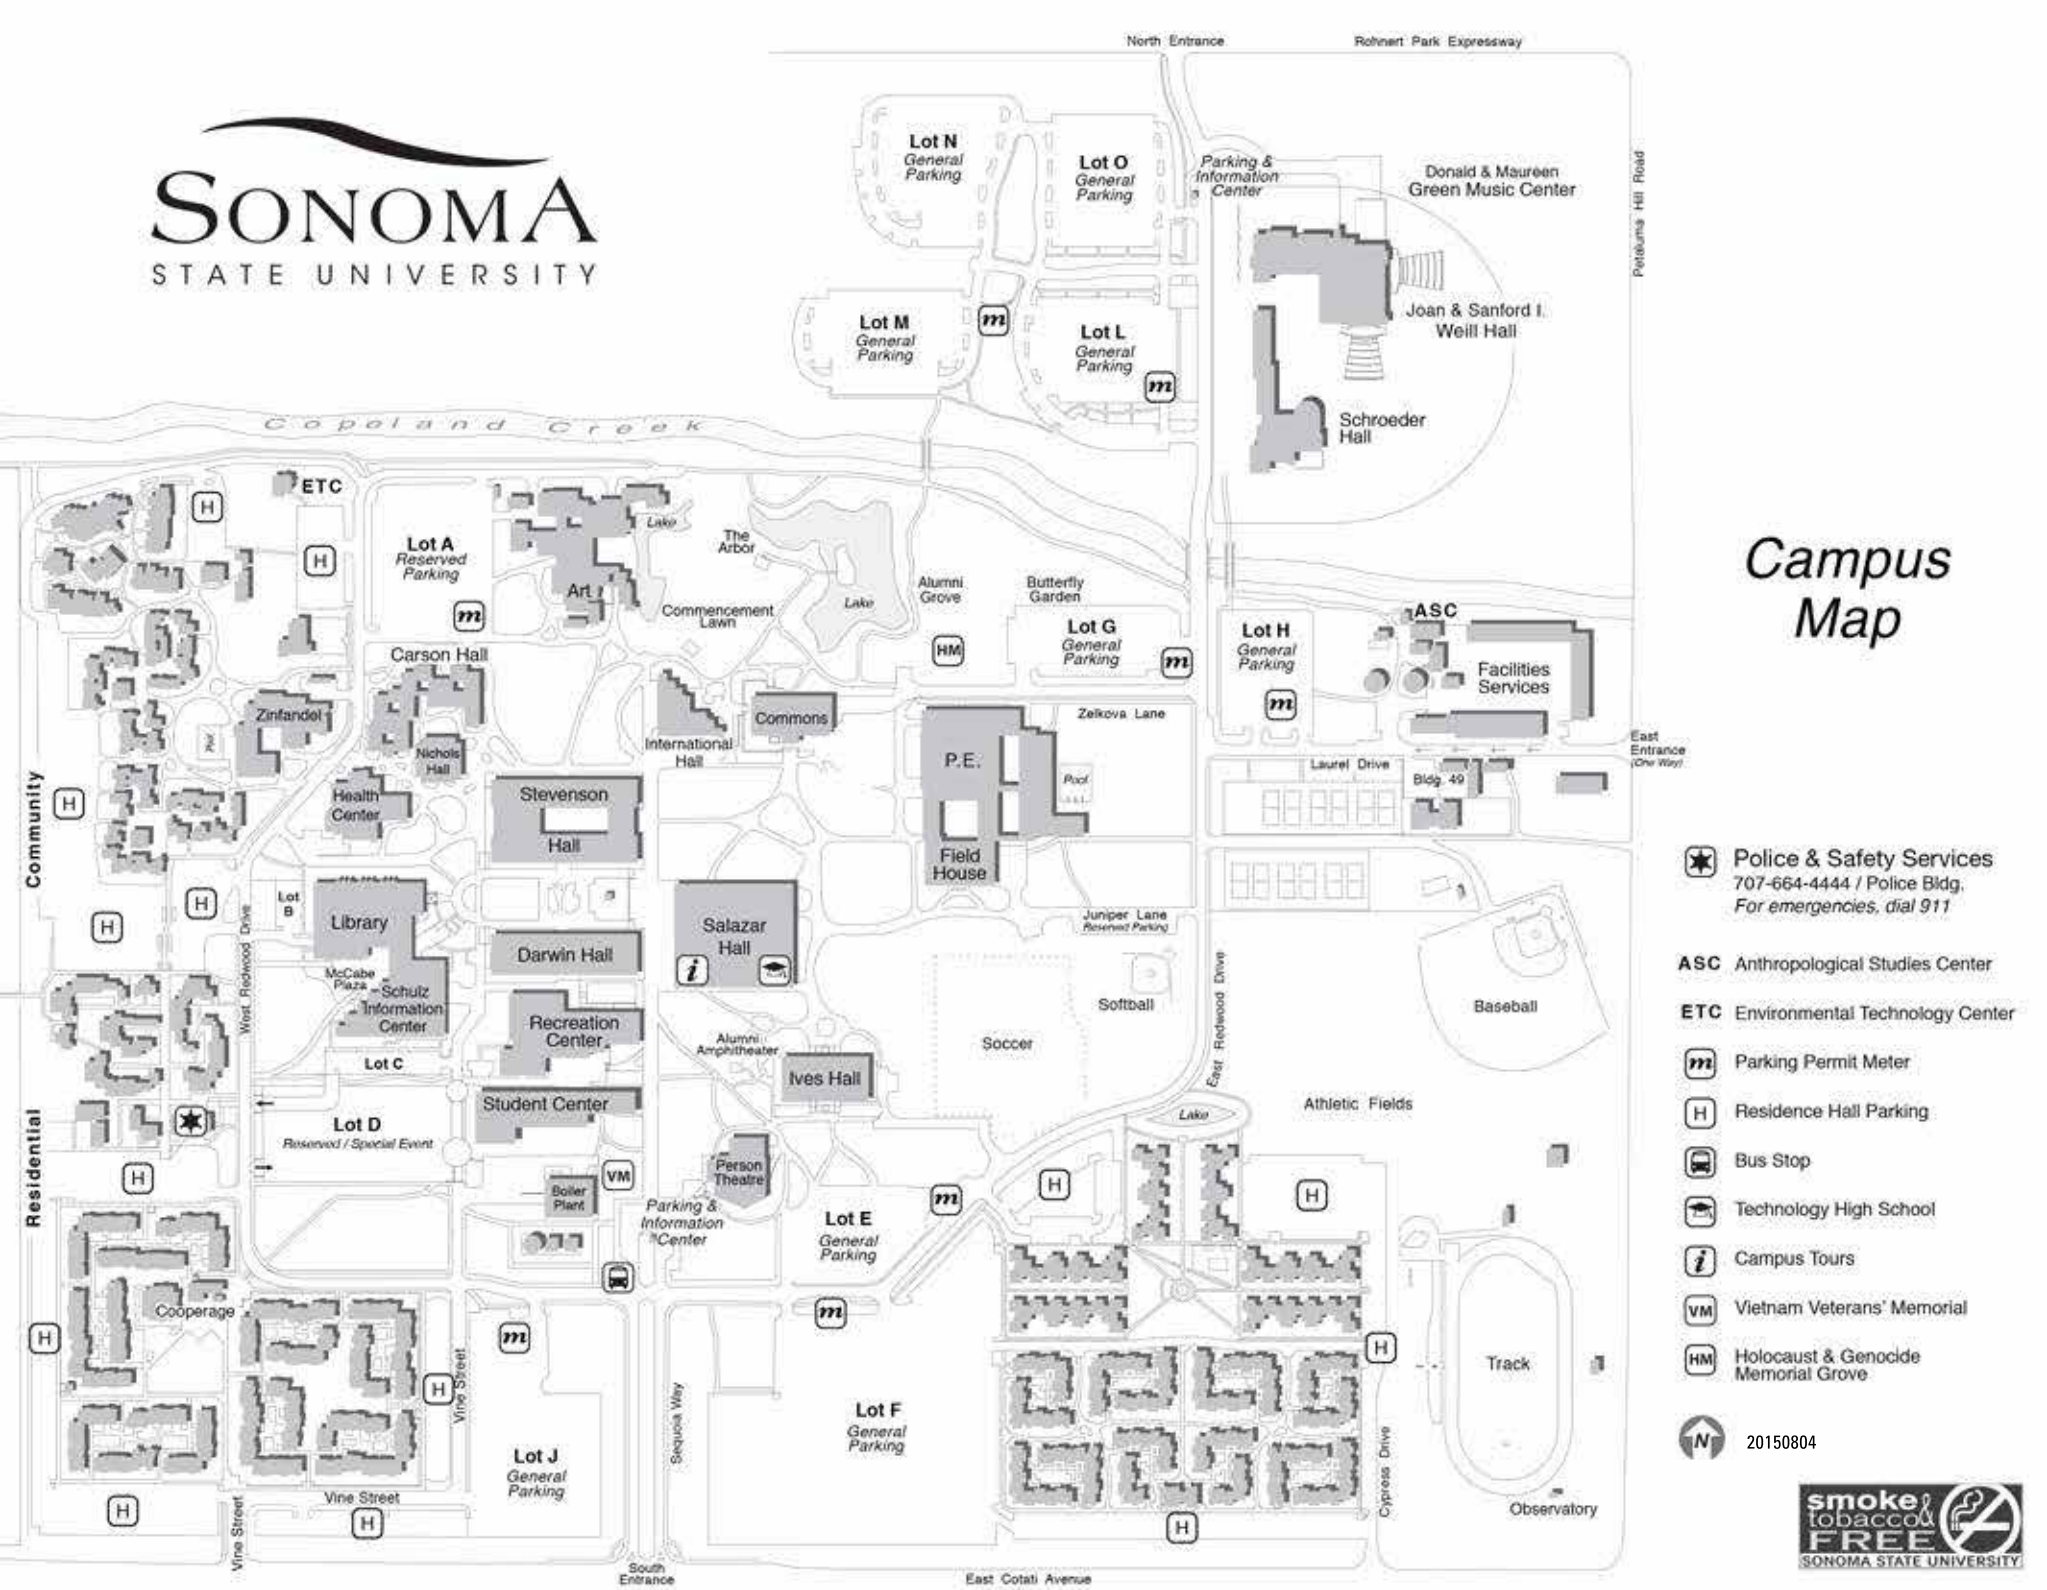 North Entrance
Rohnert Park Expressway
SONOMA
STATE UNIVERSITY
Lot N
General
Parking
Lot O
General
Parking
Parking &
Information
Center
Donald & Maureen
Green Music Center
Petaluma Hill Road
Lot M
General
Parking
m
Lot L
General
Parking
m
Joan & Sanford I.
Weill Hall
Schroeder
Hall
Copeland Creek
H
ETC
H
Lot A
Reserved
Parking
m
Art
Lake
The
Arbor
Lake
Commencement
Lawn
Alumni
Grove
HM
Butterfly
Garden
Lot G
General
Parking
m
Lot H
General
Parking
m
ASC
Facilities
Services
Campus
Map
Carson Hall
Zinfandel
Pool
Nichols
Hall
International
Hall
Commons
P.E.
Pool
Field
House
Zelkova Lane
Laurel Drive
Bldg. 49
East
Entrance
(One Way)
Community
H
Health
Center
Stevenson
Hall
H
H
Lot
B
Library
West Redwood Drive
McCabe
Plaza
Schulz
Information
Center
Darwin Hall
Salazar
Hall
i
Juniper Lane
Reserved Parking
Recreation
Center
Lot C
Alumni
Amphitheater
Ives Hall
Soccer
Softball
East Redwood Drive
Baseball
Lake
Athletic Fields
Residential
H
Lot D
Reserved / Special Event
Student Center
Boiler
Plant
VM
Person
Theatre
Parking &
Information
Center
Lot E
General
Parking
m
m
H
H
H
Cooperage
H
H
Vine Street
m
Lot J
General
Parking
Sequoia Way
Lot F
General
Parking
Cypress Drive
Track
Observatory
H
Vine Street
Vine Street
H
H
South
Entrance
East Cotati Avenue
Police & Safety Services
707-664-4444 / Police Bldg.
For emergencies, dial 911
ASC Anthropological Studies Center
ETC Environmental Technology Center
m Parking Permit Meter
H Residence Hall Parking
Bus Stop
Technology High School
i Campus Tours
VM Vietnam Veterans' Memorial
HM Holocaust & Genocide
Memorial Grove
N 20150804
smoke &
tobacco
FREE
SONOMA STATE UNIVERSITY